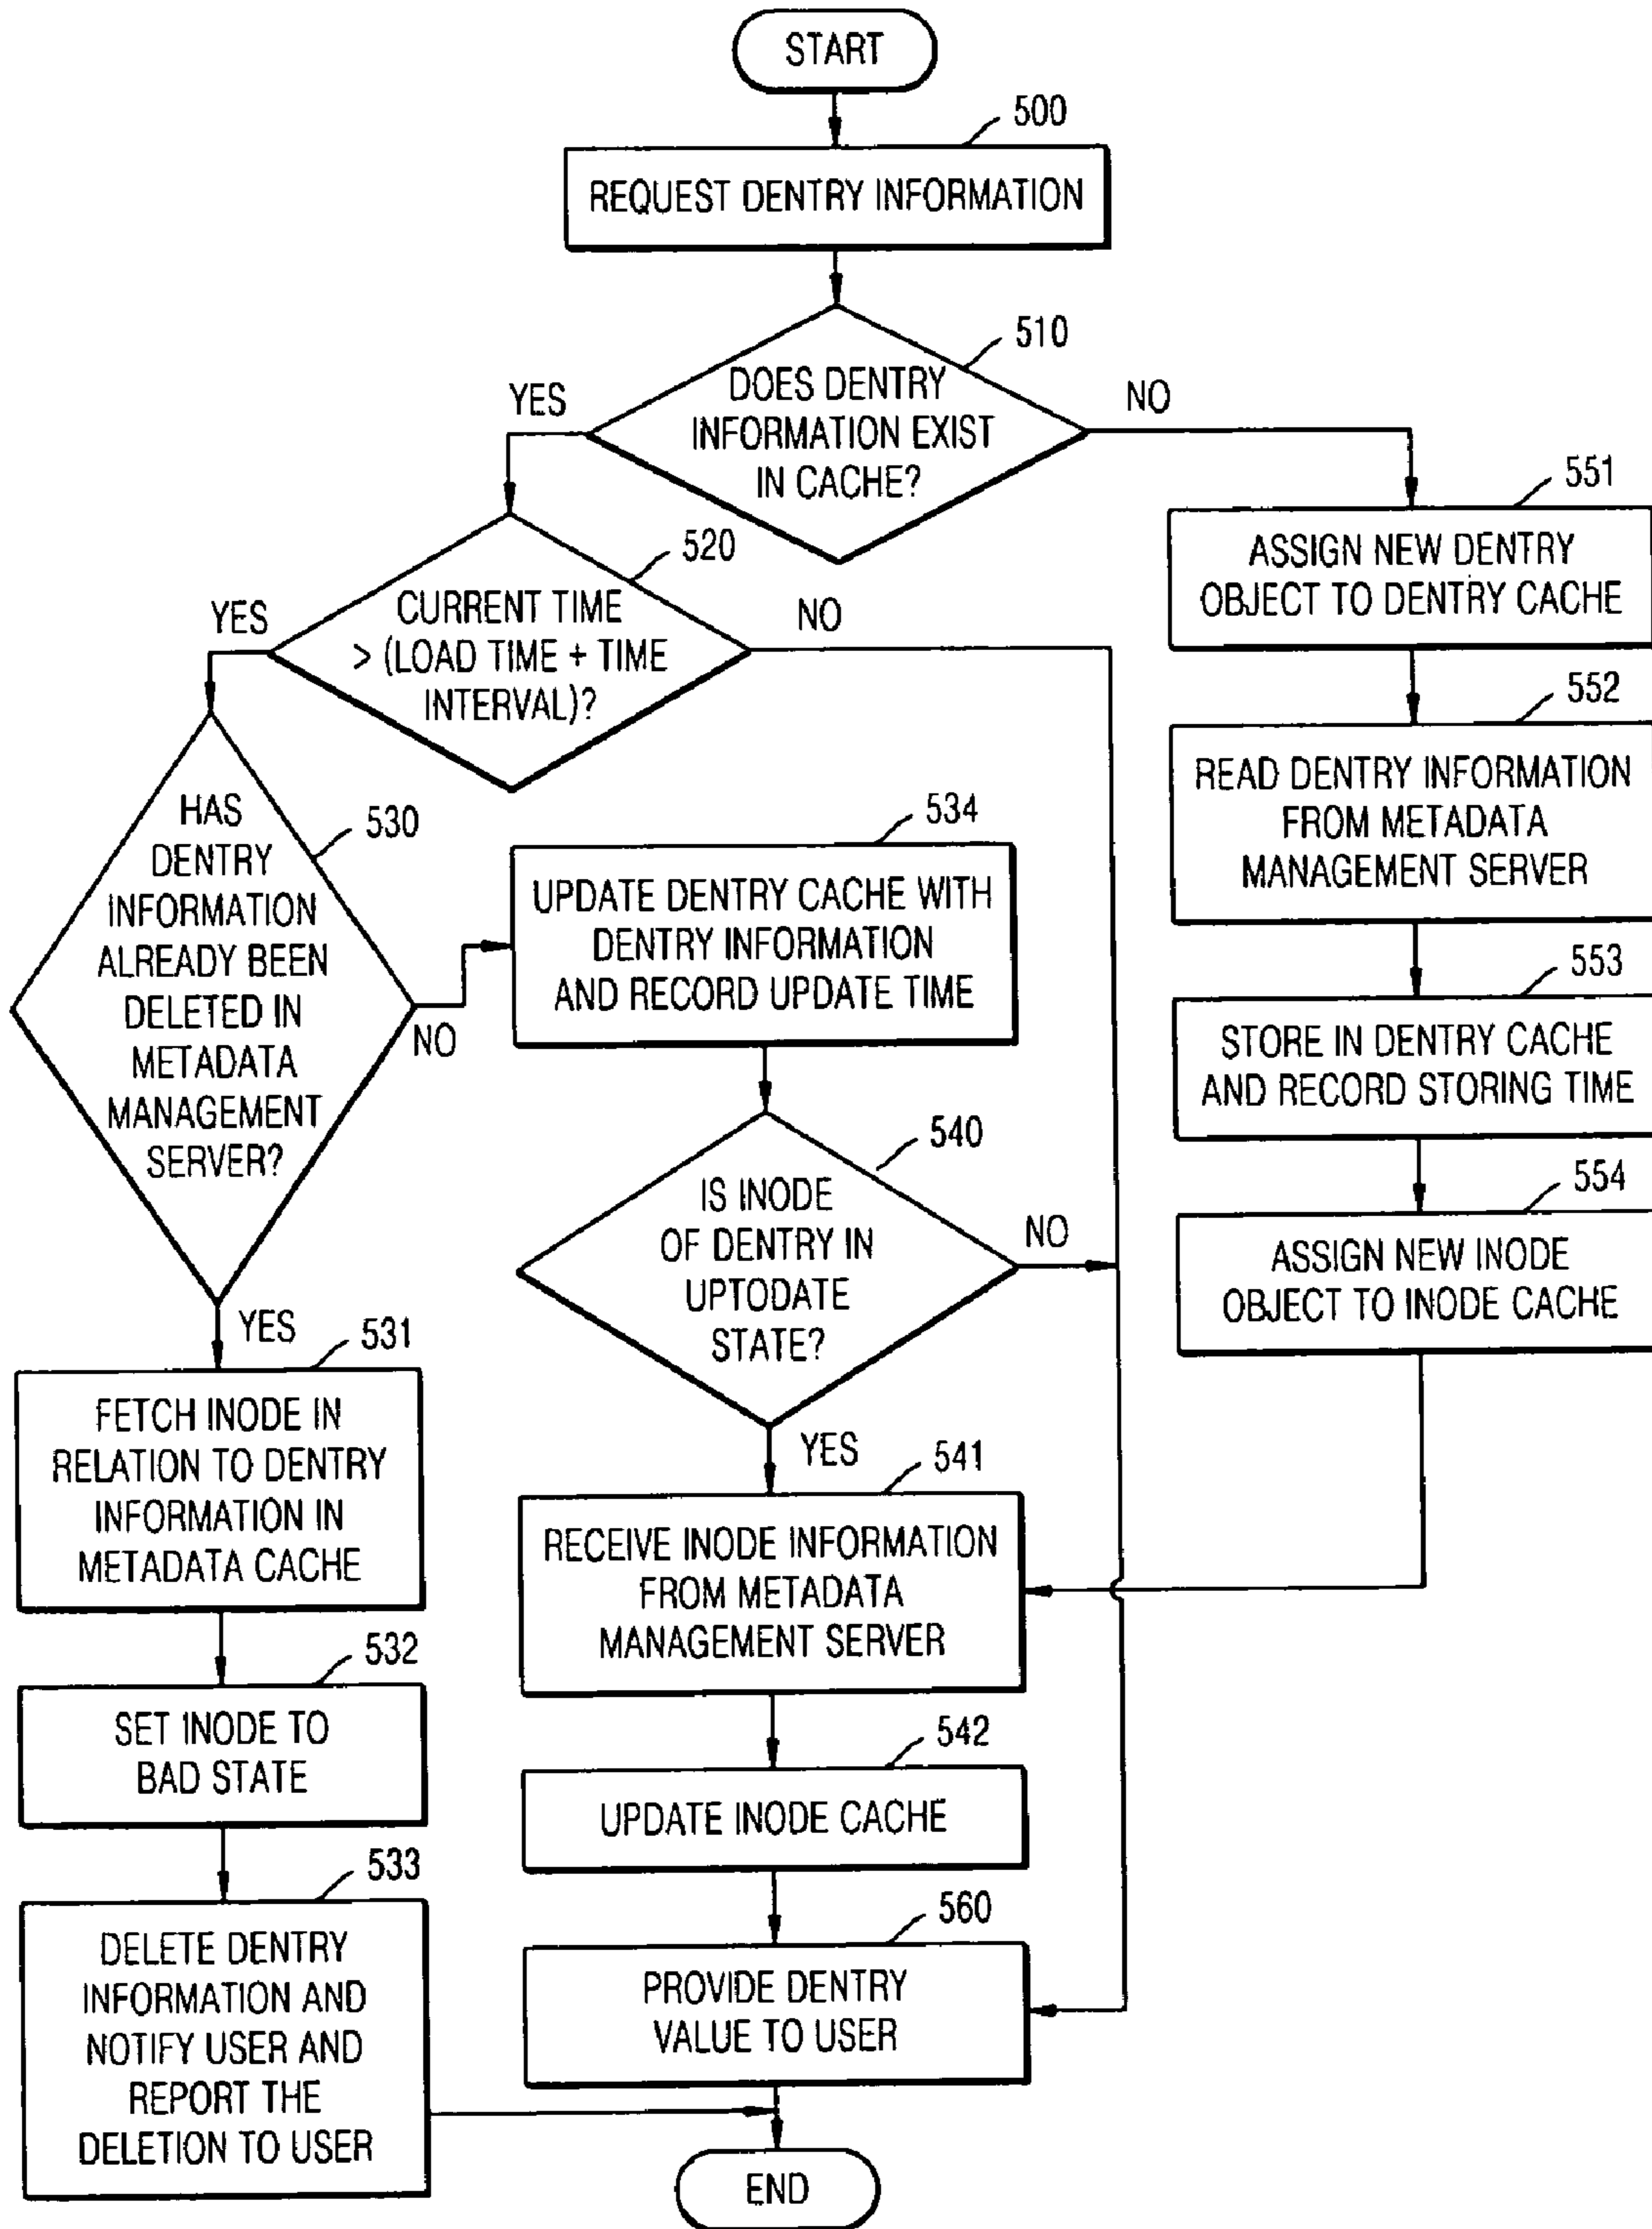 START
500
REQUEST DENTRY INFORMATION
510
DOES DENTRY
INFORMATION EXIST
IN CACHE?
YES
NO
520
CURRENT TIME
> (LOAD TIME + TIME
INTERVAL)?
YES
NO
551
ASSIGN NEW DENTRY
OBJECT TO DENTRY CACHE
552
READ DENTRY INFORMATION
FROM METADATA
MANAGEMENT SERVER
553
STORE IN DENTRY CACHE
AND RECORD STORING TIME
554
ASSIGN NEW INODE
OBJECT TO INODE CACHE
530
HAS
DENTRY
INFORMATION
ALREADY BEEN
DELETED IN
METADATA
MANAGEMENT
SERVER?
NO
YES
534
UPDATE DENTRY CACHE WITH
DENTRY INFORMATION
AND RECORD UPDATE TIME
540
IS INODE
OF DENTRY IN
UPTODATE
STATE?
NO
YES
531
FETCH INODE IN
RELATION TO DENTRY
INFORMATION IN
METADATA CACHE
532
SET INODE TO
BAD STATE
533
DELETE DENTRY
INFORMATION AND
NOTIFY USER AND
REPORT THE
DELETION TO USER
541
RECEIVE INODE INFORMATION
FROM METADATA
MANAGEMENT SERVER
542
UPDATE INODE CACHE
560
PROVIDE DENTRY
VALUE TO USER
END